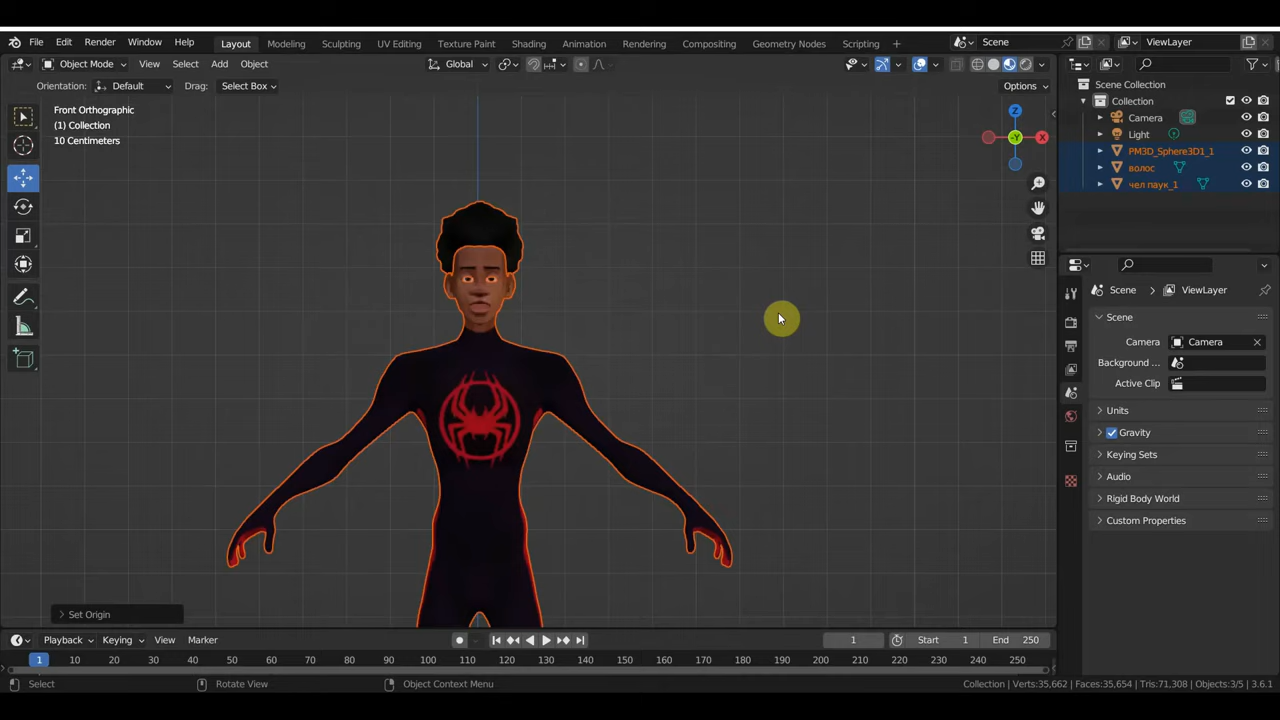 File Edit Render Window Help Layout Modeling Sculpting UV Editing Texture Paint Shading Animation Rendering Compositing Geometry Nodes Scripting + Scene ViewLayer
Object Mode View Select Add Object Global
Orientation: Default Drag: Select Box Options
Front Orthographic
(1) Collection
10 Centimeters
Z
-Y
X
Set Origin
Scene Collection
Collection
Camera
Light
PM3D_Sphere3D1_1
волос
чел паук_1
Scene ViewLayer
Scene
Camera Camera
Background ...
Active Clip
Units
Gravity
Keying Sets
Audio
Rigid Body World
Custom Properties
Playback Keying View Marker 1 Start 1 End 250
1 10 20 30 40 50 60 70 80 90 100 110 120 130 140 150 160 170 180 190 200 210 220 230 240 250
Select Rotate View Object Context Menu Collection | Verts:35,662 | Faces:35,654 | Tris:71,308 | Objects:3/5 | 3.6.1